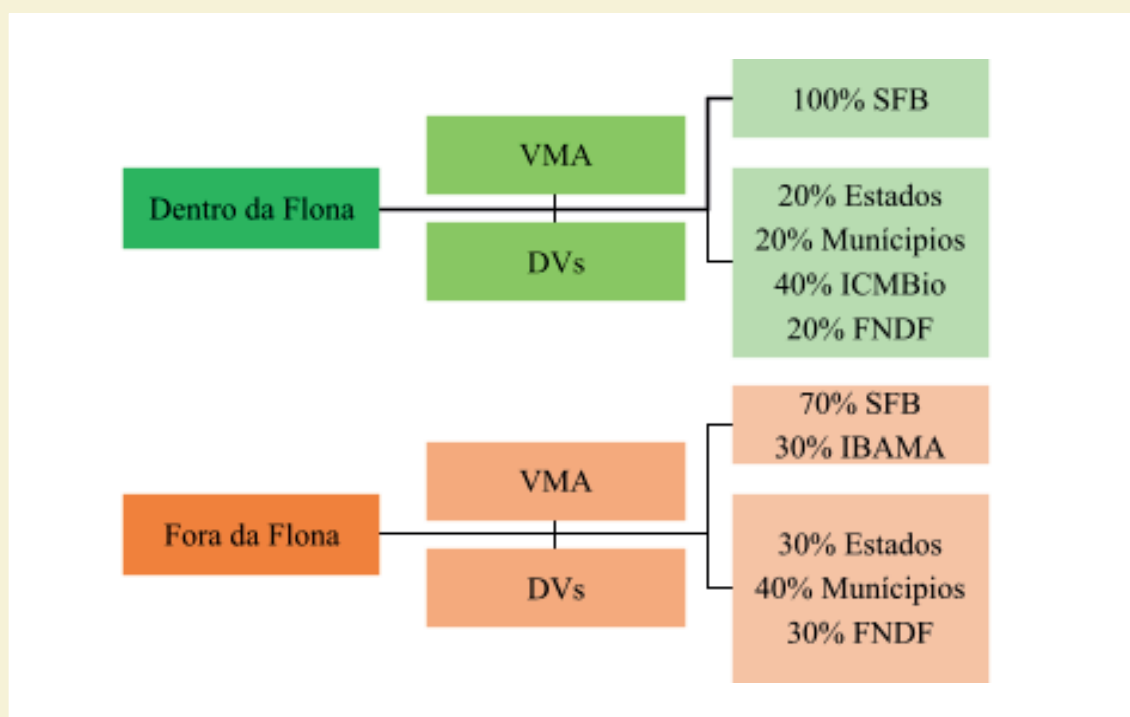 Dentro da Flona
VMA
DVs
100% SFB
20% Estados
20% Munícipios
40% ICMBio
20% FNDF
Fora da Flona
VMA
DVs
70% SFB
30% IBAMA
30% Estados
40% Munícipios
30% FNDF